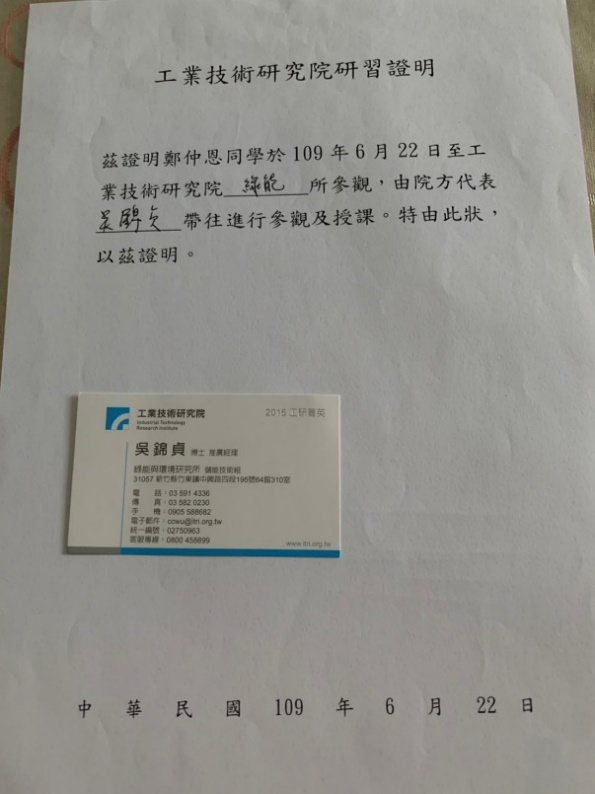 工業技術研究院研習證明
茲證明鄭仲恩同學於 109 年 6 月 22 日至工
業技術研究院 綠能 所參觀，由院方代表
吳錦貞 帶往進行參觀及授課。特由此狀，
以茲證明。
工業技術研究院
Industrial Technology
Research Institute
2015 工研菁英
吳錦貞 博士 推廣經理
綠能與環境研究所 儲能技術組
31057 新竹縣竹東鎮中興路四段195號64館310室
電 話：03 591 4336
傳 真：03 582 0230
手 機：0905 588682
電子郵件：ccwu@itri.org.tw
統一編號：02750963
客服專線：0800 458899
www.itri.org.tw
中 華 民 國 109 年 6 月 22 日